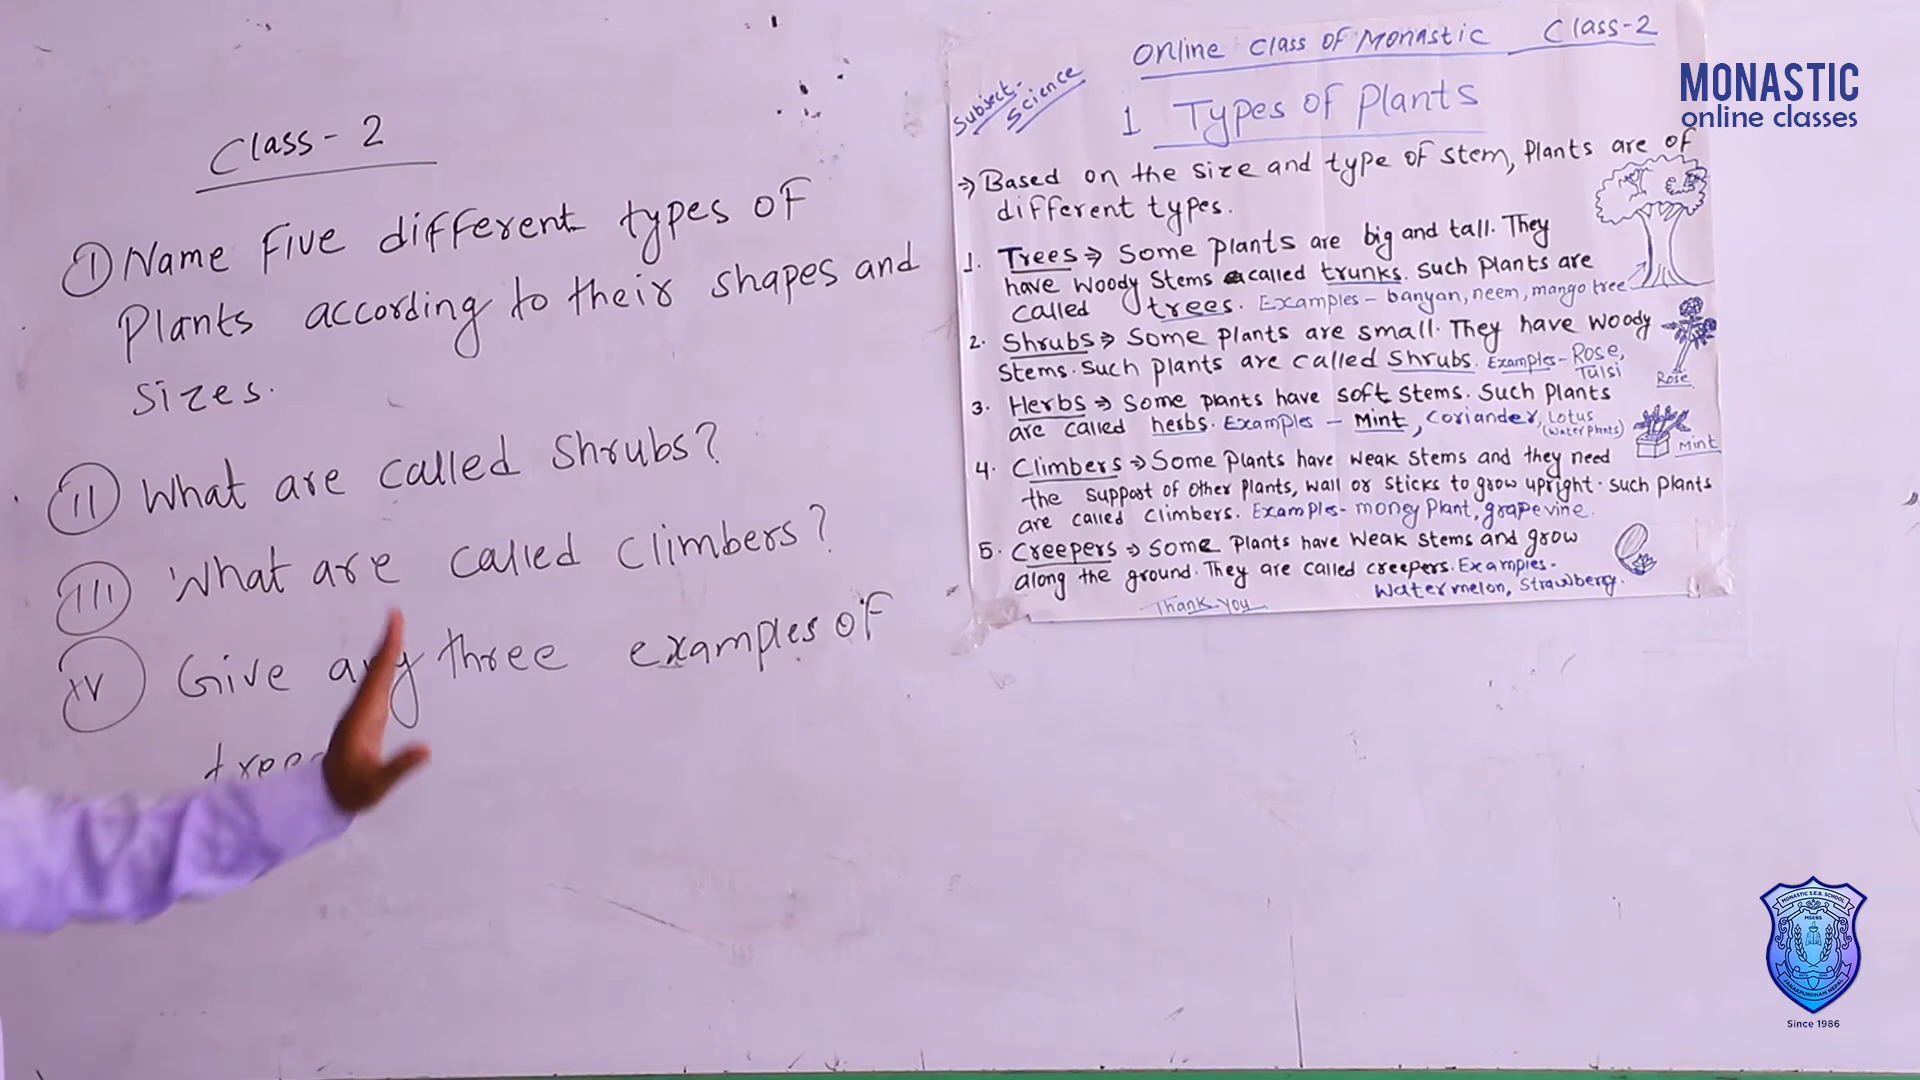 Class - 2
(I) Name Five different types of
Plants according to their shapes and
sizes.
(II) What are called Shrubs?
(III) What are called Climbers?
(IV) Give any three examples of
Online Class of Monastic Class-2
Subject-
Science
1 Types of Plants
⇒ Based on the size and type of stem, Plants are of
different types.
1. Trees ⇒ Some plants are big and tall. They
have woody Stems called trunks. Such Plants are
called trees. Examples - banyan, neem, mango tree
2. Shrubs ⇒ Some plants are small. They have woody
Stems. Such plants are called Shrubs. Examples - Rose,
Tulsi
Rose
3. Herbs ⇒ Some plants have soft Stems. Such Plants
are called herbs. Examples - Mint, Coriander, Lotus
(Water Plants)
Mint
4. Climbers ⇒ Some Plants have weak Stems and they need
the support of other plants, wall or sticks to grow upright. Such plants
are called climbers. Examples- money Plant, grapevine.
5. Creepers ⇒ Some Plants have weak stems and grow
along the ground. They are called creepers. Examples-
Watermelon, Strawberry.
Thank you
MONASTIC
online classes
MONASTIC S.E.B. SCHOOL
MSEBS
JANAKPURDHAM NEPAL
Since 1986